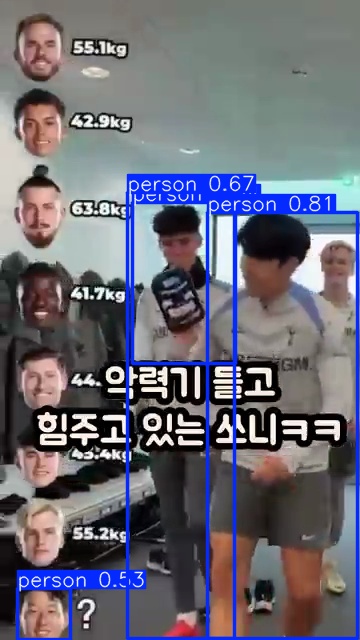 55.1kg
42.9kg
63.8kg
41.7kg
44.
악력기 들고
힘주고 있는 쏘니ㅋㅋ
43.4kg
55.2kg
?
person 0.67
person
person 0.81
person 0.53